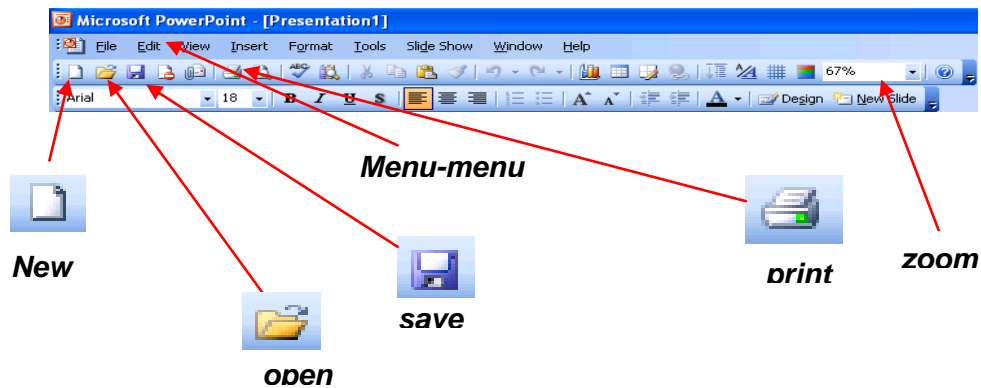 Microsoft PowerPoint - [Presentation1]
File Edit View Insert Format Tools Slide Show Window Help
ABC 67%
Arial 18 B I U S A A A Design New Slide
Menu-menu
New
zoom
print
save
open